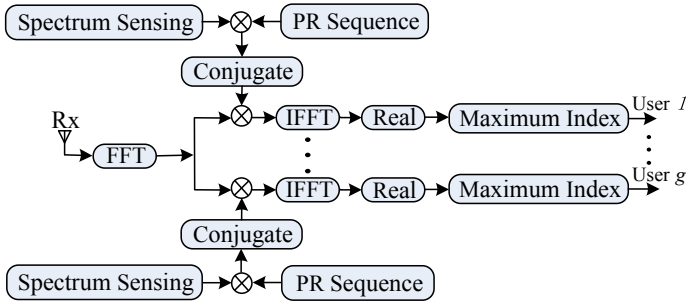 Spectrum Sensing PR Sequence
Conjugate
Rx
FFT
IFFT Real Maximum Index User 1
IFFT Real Maximum Index User g
Conjugate
Spectrum Sensing PR Sequence